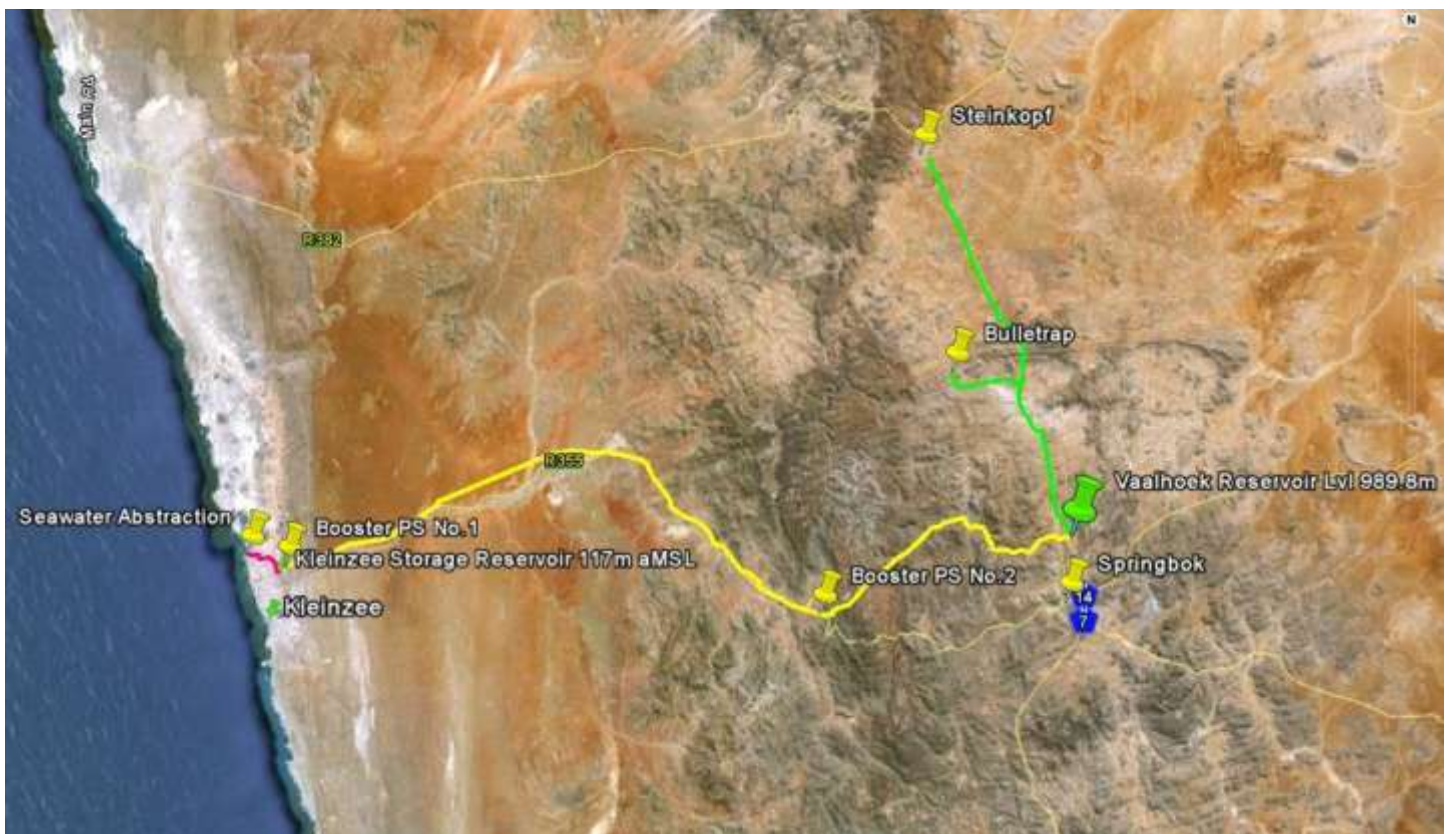 N
Main Rd
Steinkopf
R382
Bulletrap
R355
Vaalhoek Reservoir Lvl 989.8m
Seawater Abstraction
Booster PS No.1
Kleinzee Storage Reservoir 117m aMSL
Springbok
Booster PS No.2
14
N
7
Kleinzee